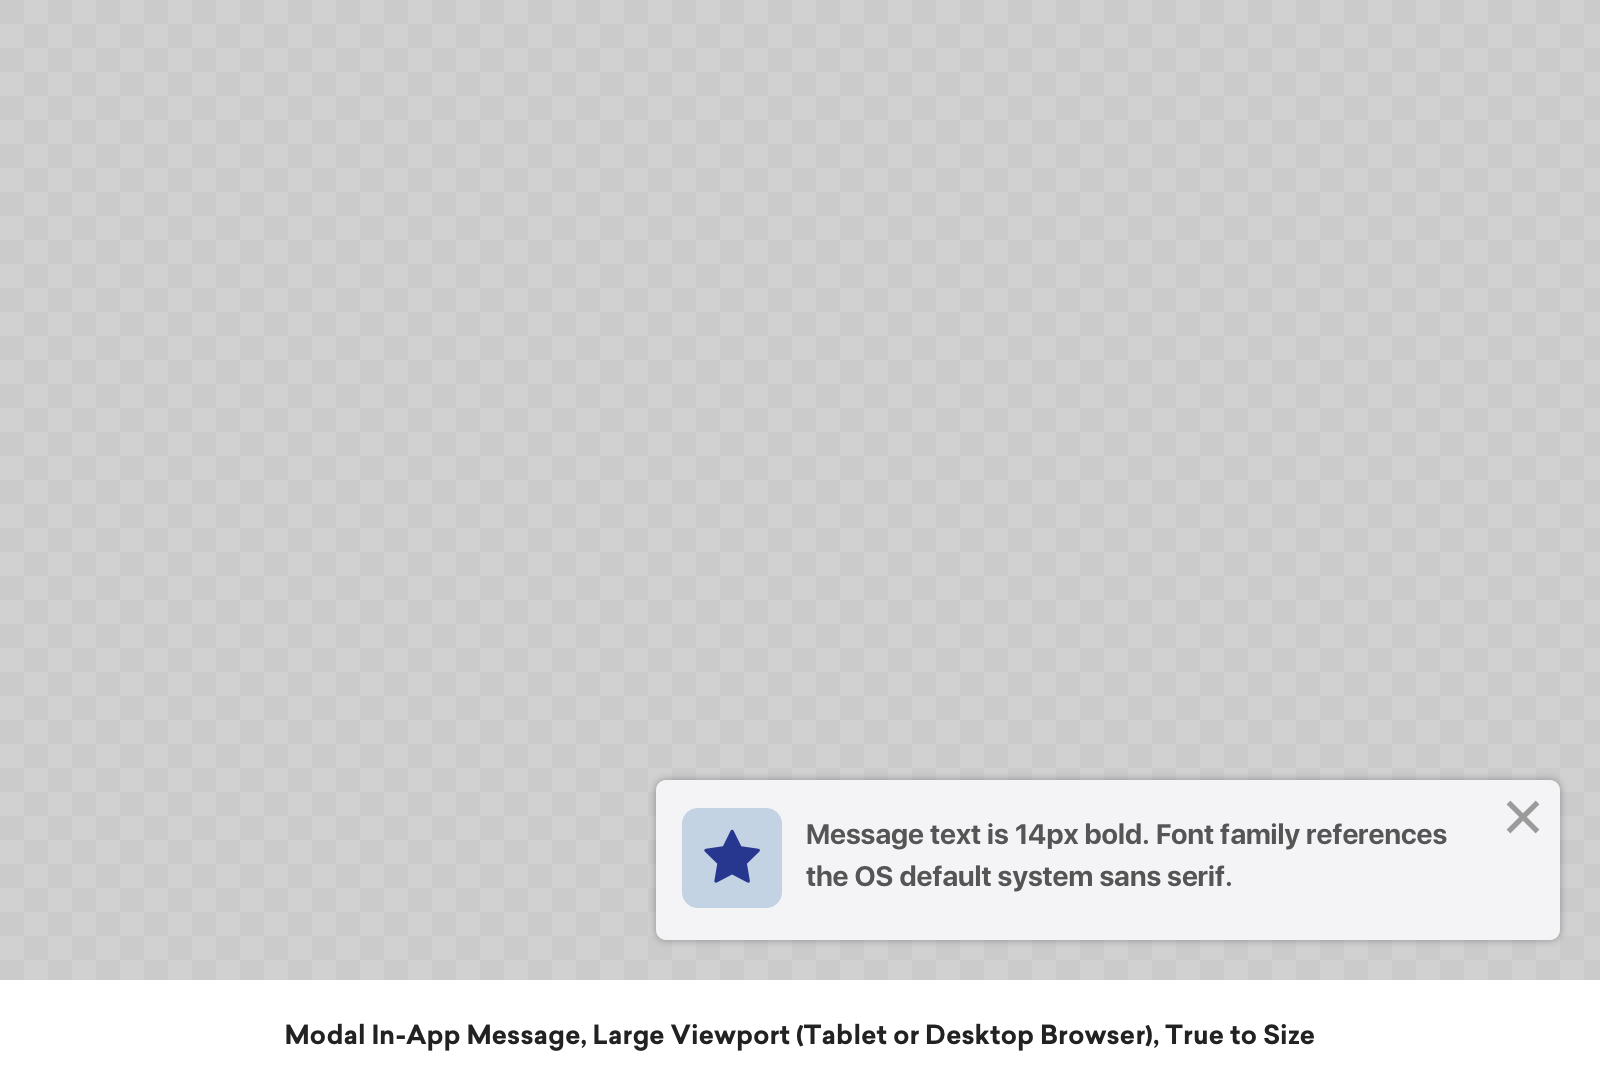 Message text is 14px bold. Font family references
the OS default system sans serif.
Modal In-App Message, Large Viewport (Tablet or Desktop Browser), True to Size